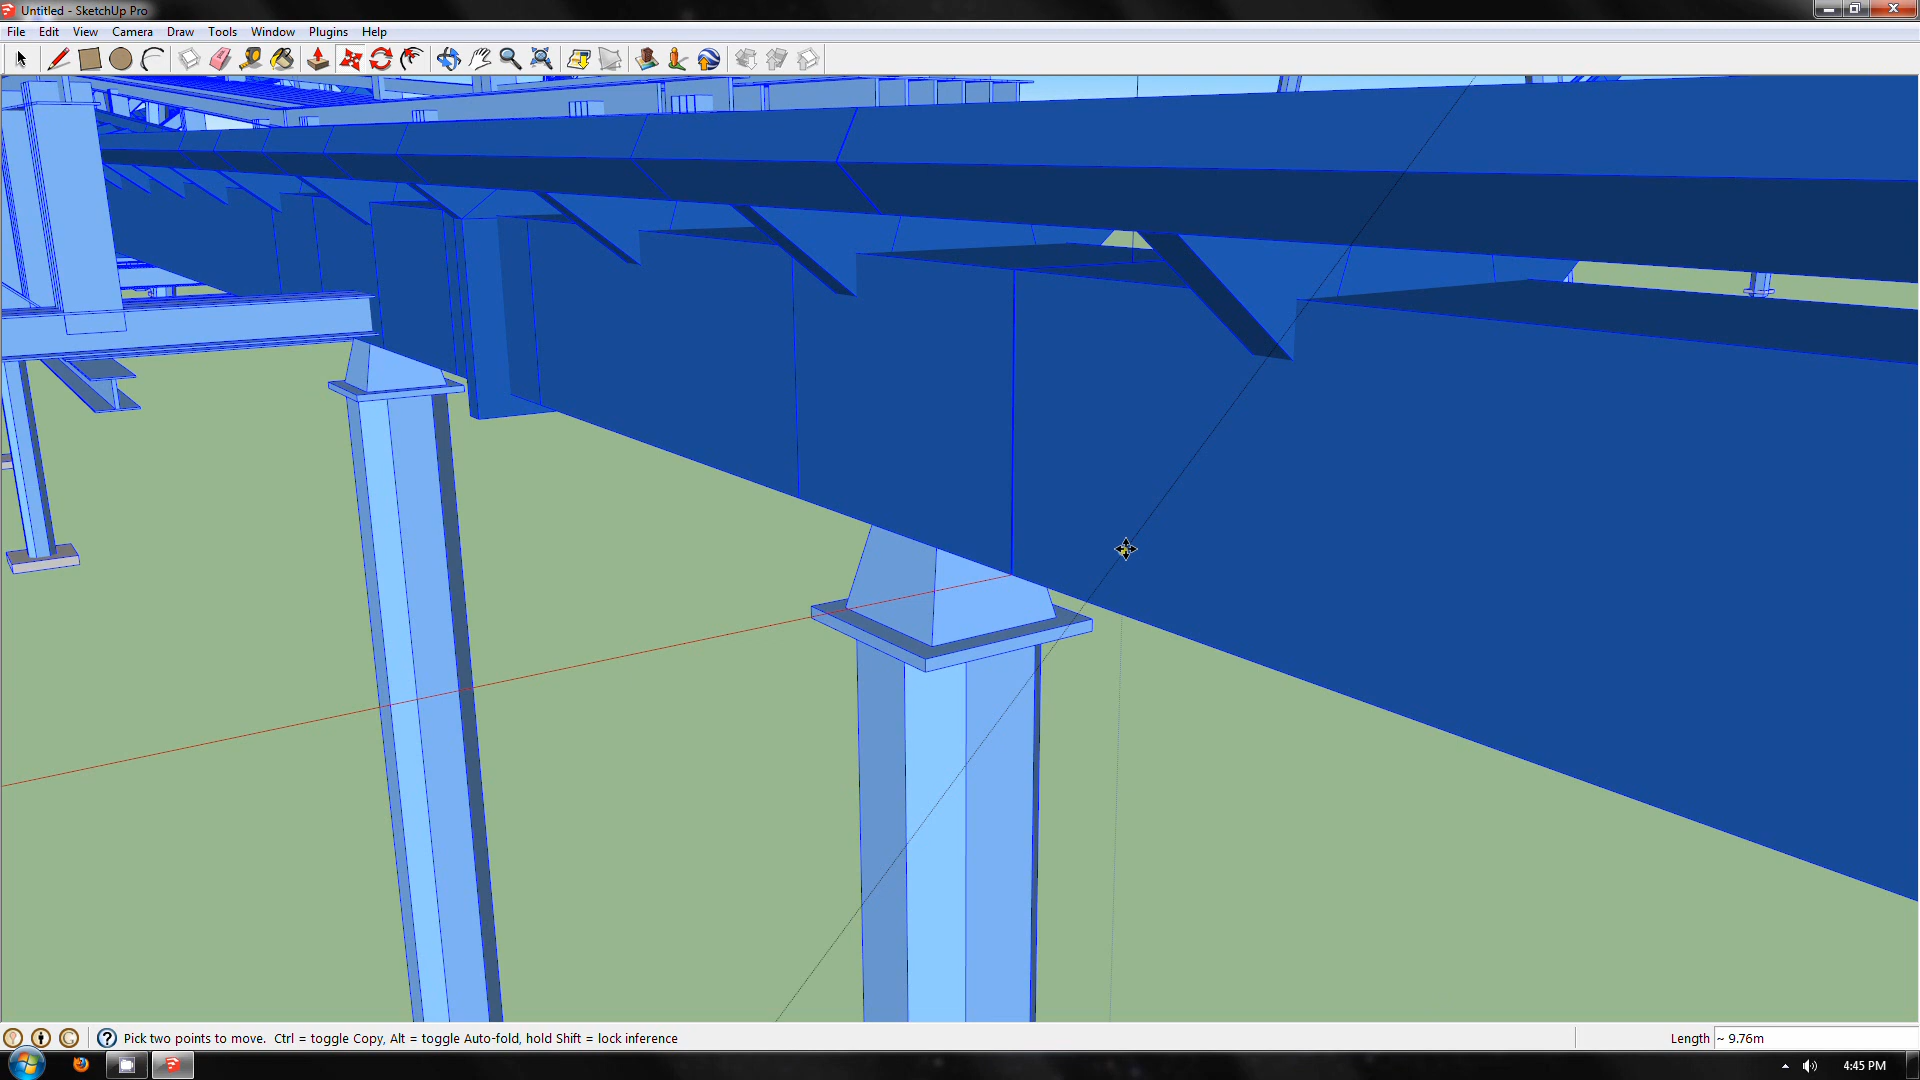 Untitled - SketchUp Pro
File Edit View Camera Draw Tools Window Plugins Help
Pick two points to move. Ctrl = toggle Copy, Alt = toggle Auto-fold, hold Shift = lock inference
Length ~ 9.76m
4:45 PM